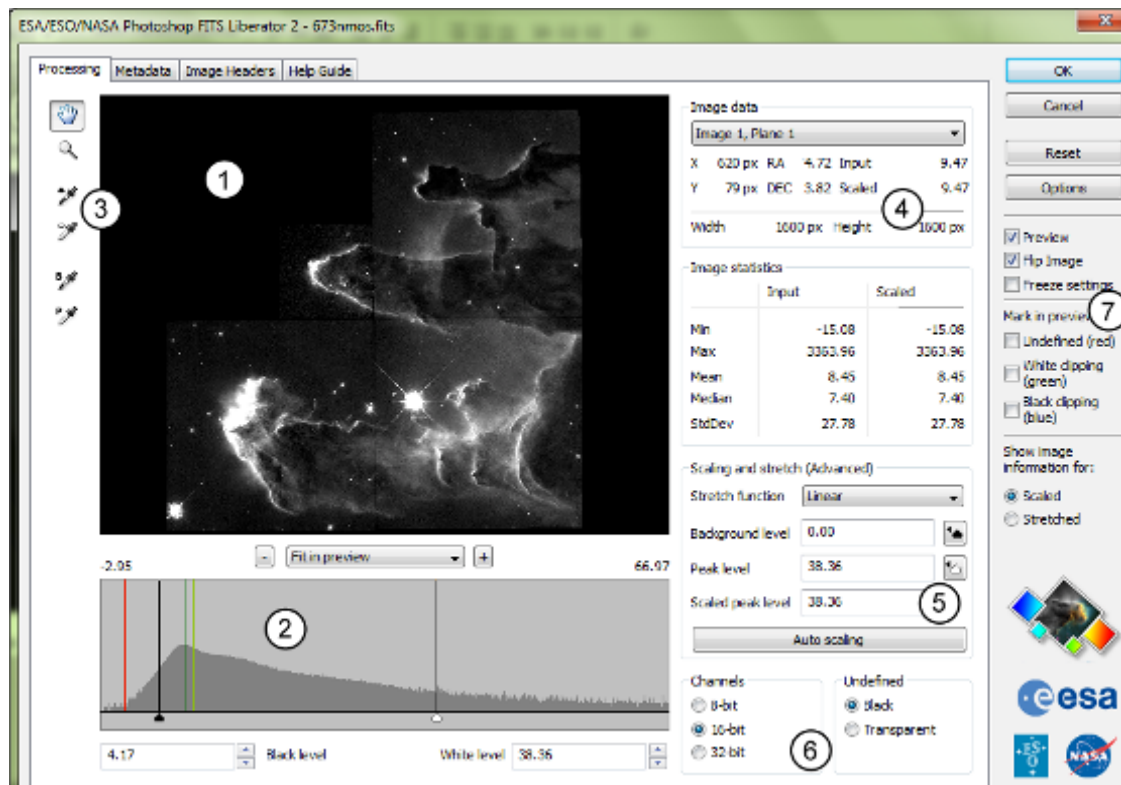 ESA/ESO/NASA Photoshop FITS Liberator 2 - 673nmos.fits
Processing Metadata Image Headers Help Guide
OK
Cancel
Reset
Options
Preview
Flip Image
Freeze settings
Mark in preview
Undefined (red)
White clipping
(green)
Black clipping
(blue)
Show image
information for:
Scaled
Stretched
1
3
Image data
Image 1, Plane 1
X 620 px RA 4.72 Input 9.47
Y 79 px DEC 3.82 Scaled 9.47
4
Width 1600 px Height 1600 px
7
Image statistics
Input Scaled
Min -15.08 -15.08
Max 3363.96 3363.96
Mean 8.45 8.45
Median 7.40 7.40
StdDev 27.78 27.78
Scaling and stretch (Advanced)
Stretch function Linear
Background level 0.00
Peak level 38.36
Scaled peak level 38.36
5
Auto scaling
- Fit in preview +
-2.95 66.97
2
4.17 Black level White level 38.36
Channels
8-bit
16-bit
32-bit
6
Undefined
Black
Transparent
esa
ES
O
NASA